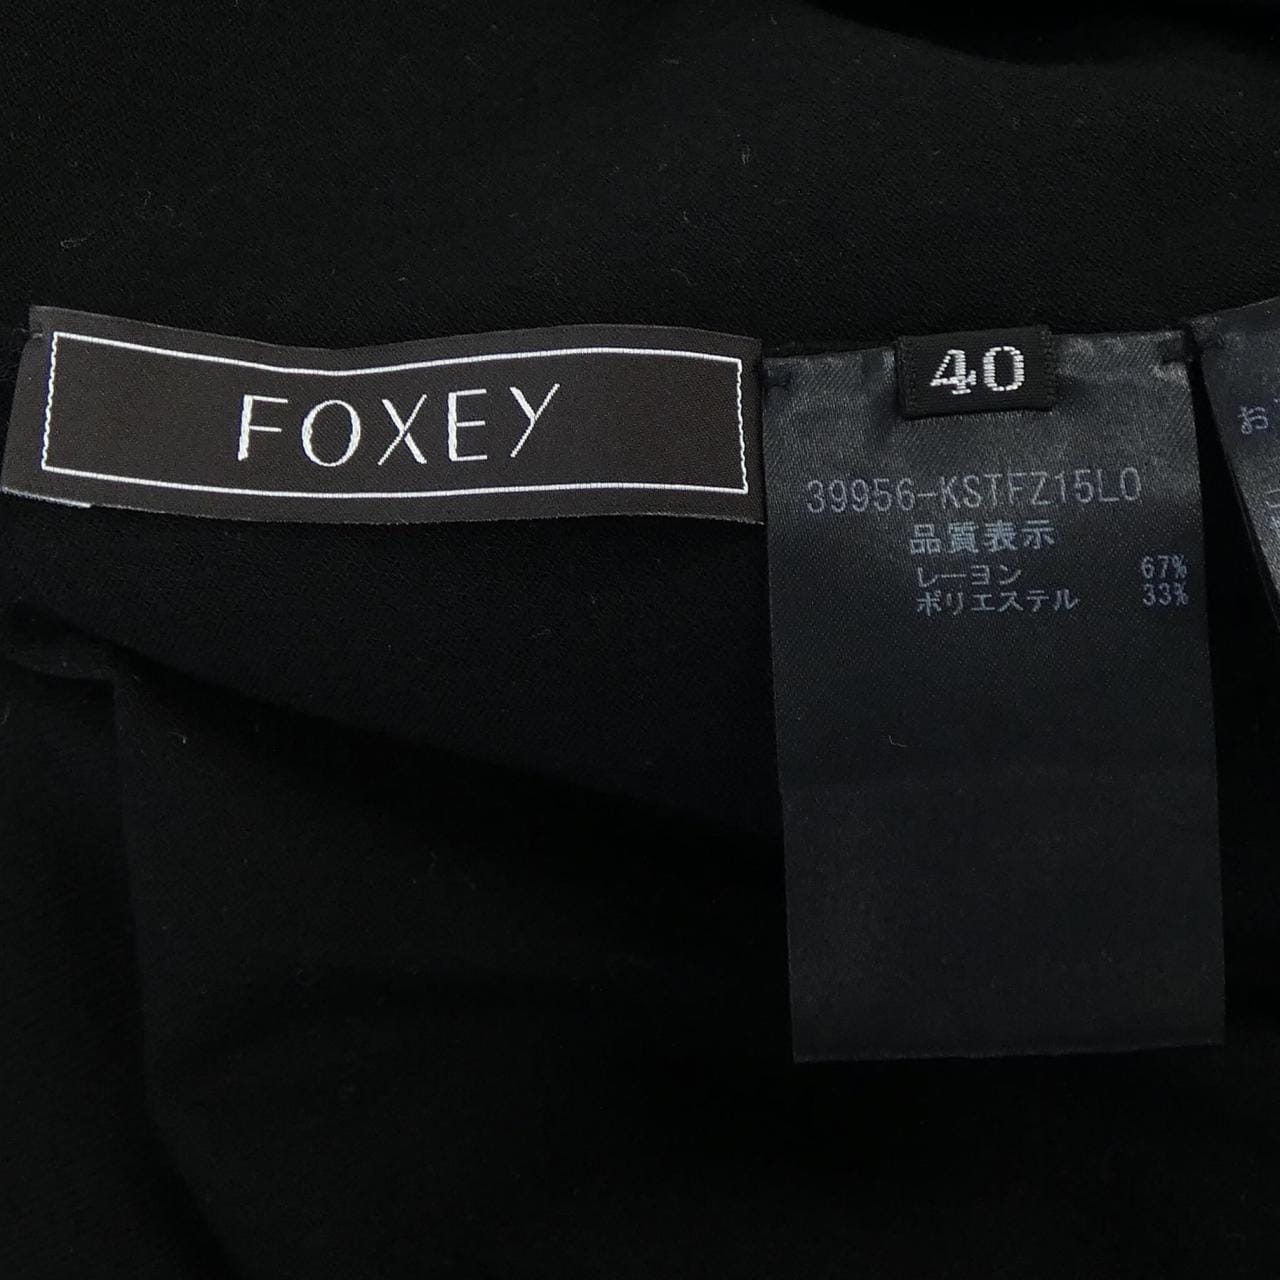 FOXEY
40
39956-KSTFZ15L0
品質表示
レーヨン 67%
ポリエステル 33%
お